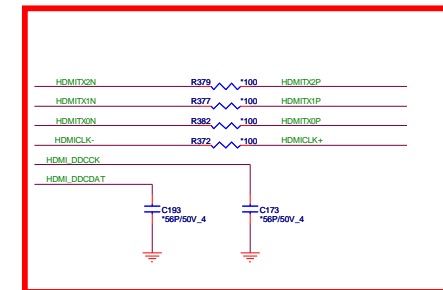 HDMITX2N R379 *100 HDMITX2P
HDMITX1N R377 *100 HDMITX1P
HDMITX0N R382 *100 HDMITX0P
HDMICLK- R372 *100 HDMICLK+
HDMI_DDCCK
HDMI_DDCDAT
C193 C173
*56P/50V_4 *56P/50V_4